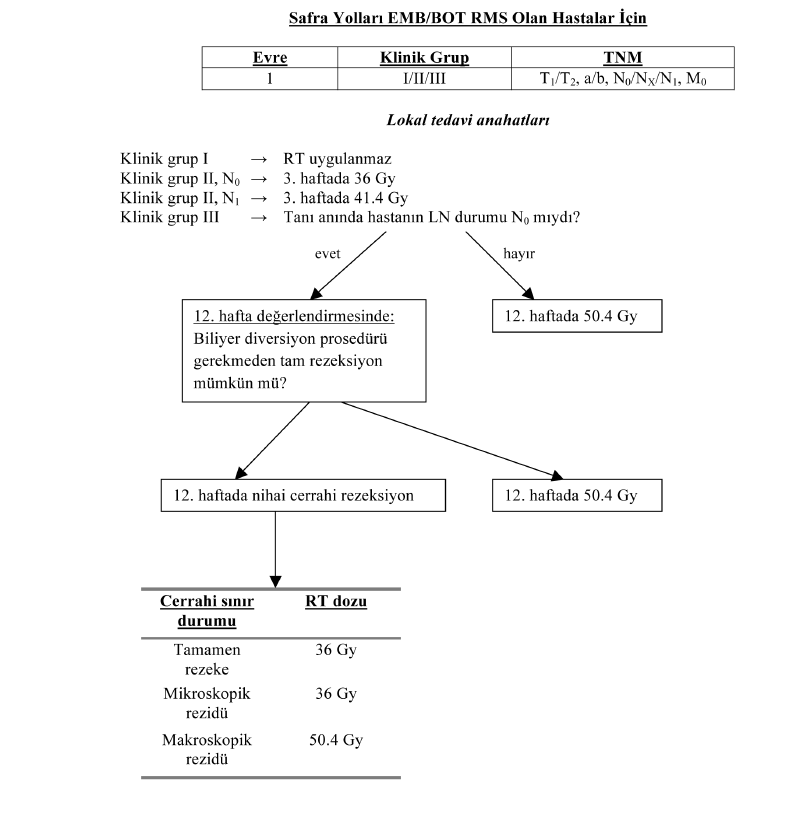 Safra Yolları EMB/BOT RMS Olan Hastalar İçin
Evre Klinik Grup TNM
1 I/II/III T₁/T₂, a/b, N₀/Nₓ/N₁, M₀
Lokal tedavi anahatları
Klinik grup I → RT uygulanmaz
Klinik grup II, N₀ → 3. haftada 36 Gy
Klinik grup II, N₁ → 3. haftada 41.4 Gy
Klinik grup III → Tanı anında hastanın LN durumu N₀ mıydı?
evet hayır
12. hafta değerlendirmesinde:
Biliyer diversiyon prosedürü
gerekmeden tam rezeksiyon
mümkün mü?
12. haftada 50.4 Gy
12. haftada nihai cerrahi rezeksiyon
12. haftada 50.4 Gy
Cerrahi sınır RT dozu
durumu
Tamamen 36 Gy
rezeke
Mikroskopik 36 Gy
rezidü
Makroskopik 50.4 Gy
rezidü